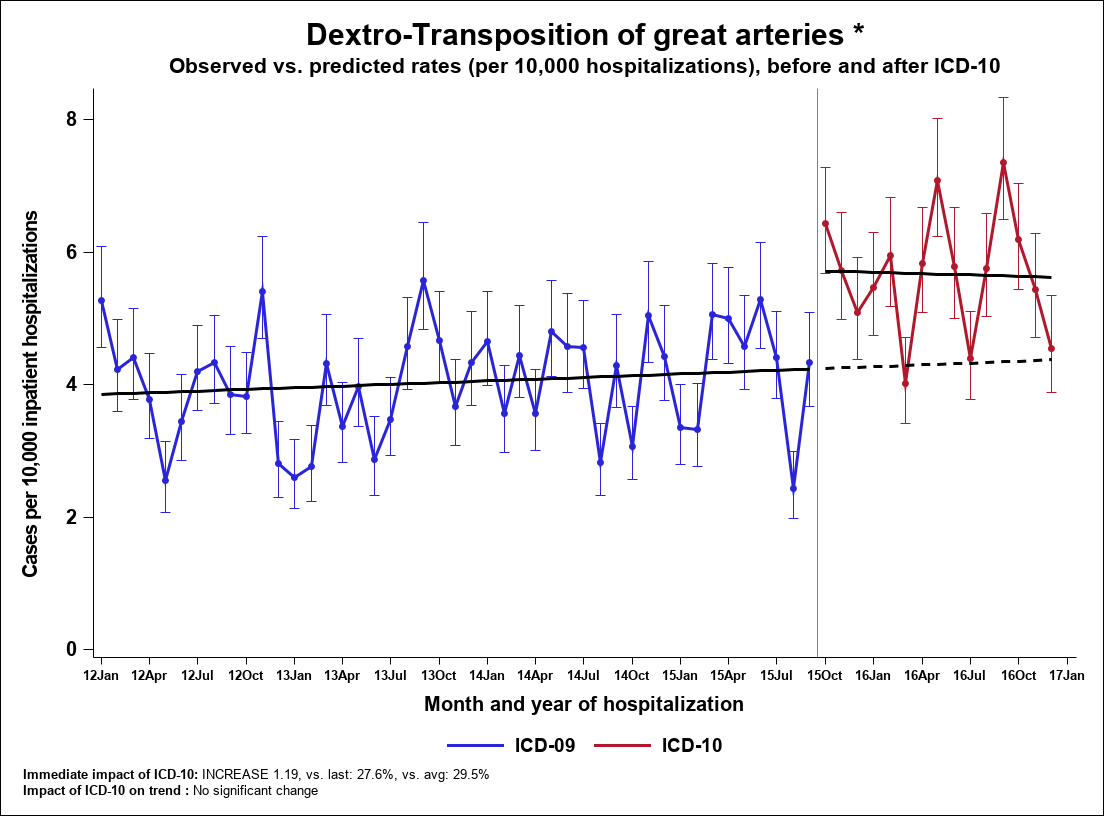 Dextro-Transposition of great arteries *
Observed vs. predicted rates (per 10,000 hospitalizations), before and after ICD-10
Cases per 10,000 inpatient hospitalizations
8
6
4
2
0
12Jan 12Apr 12Jul 12Oct 13Jan 13Apr 13Jul 13Oct 14Jan 14Apr 14Jul 14Oct 15Jan 15Apr 15Jul 15Oct 16Jan 16Apr 16Jul 16Oct 17Jan
Month and year of hospitalization
ICD-09 ICD-10
Immediate impact of ICD-10: INCREASE 1.19, vs. last: 27.6%, vs. avg: 29.5%
Impact of ICD-10 on trend : No significant change